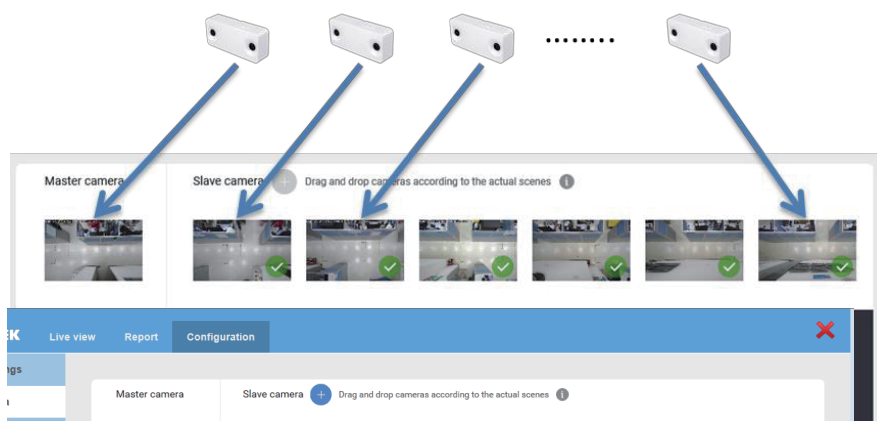 Master camera
Slave camera + Drag and drop cameras according to the actual scenes i
K Live view Report Configuration
ngs
Master camera
Slave camera + Drag and drop cameras according to the actual scenes i